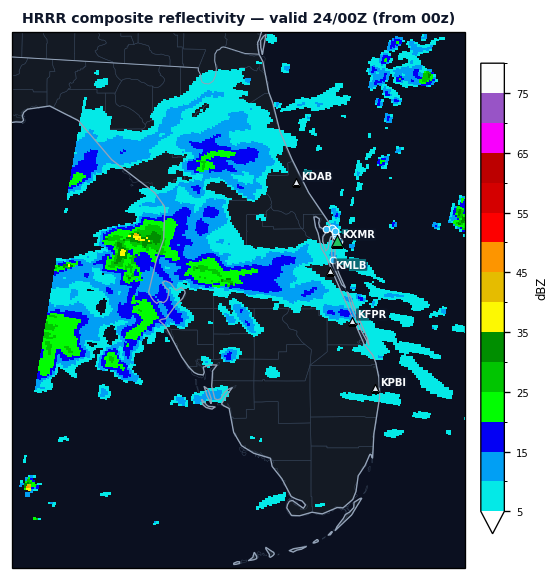 HRRR composite reflectivity — valid 24/00Z (from 00z)
KDAB
KXMR
KMLB
KFPR
KPBI
75
65
55
45
35
25
15
5
dBZ